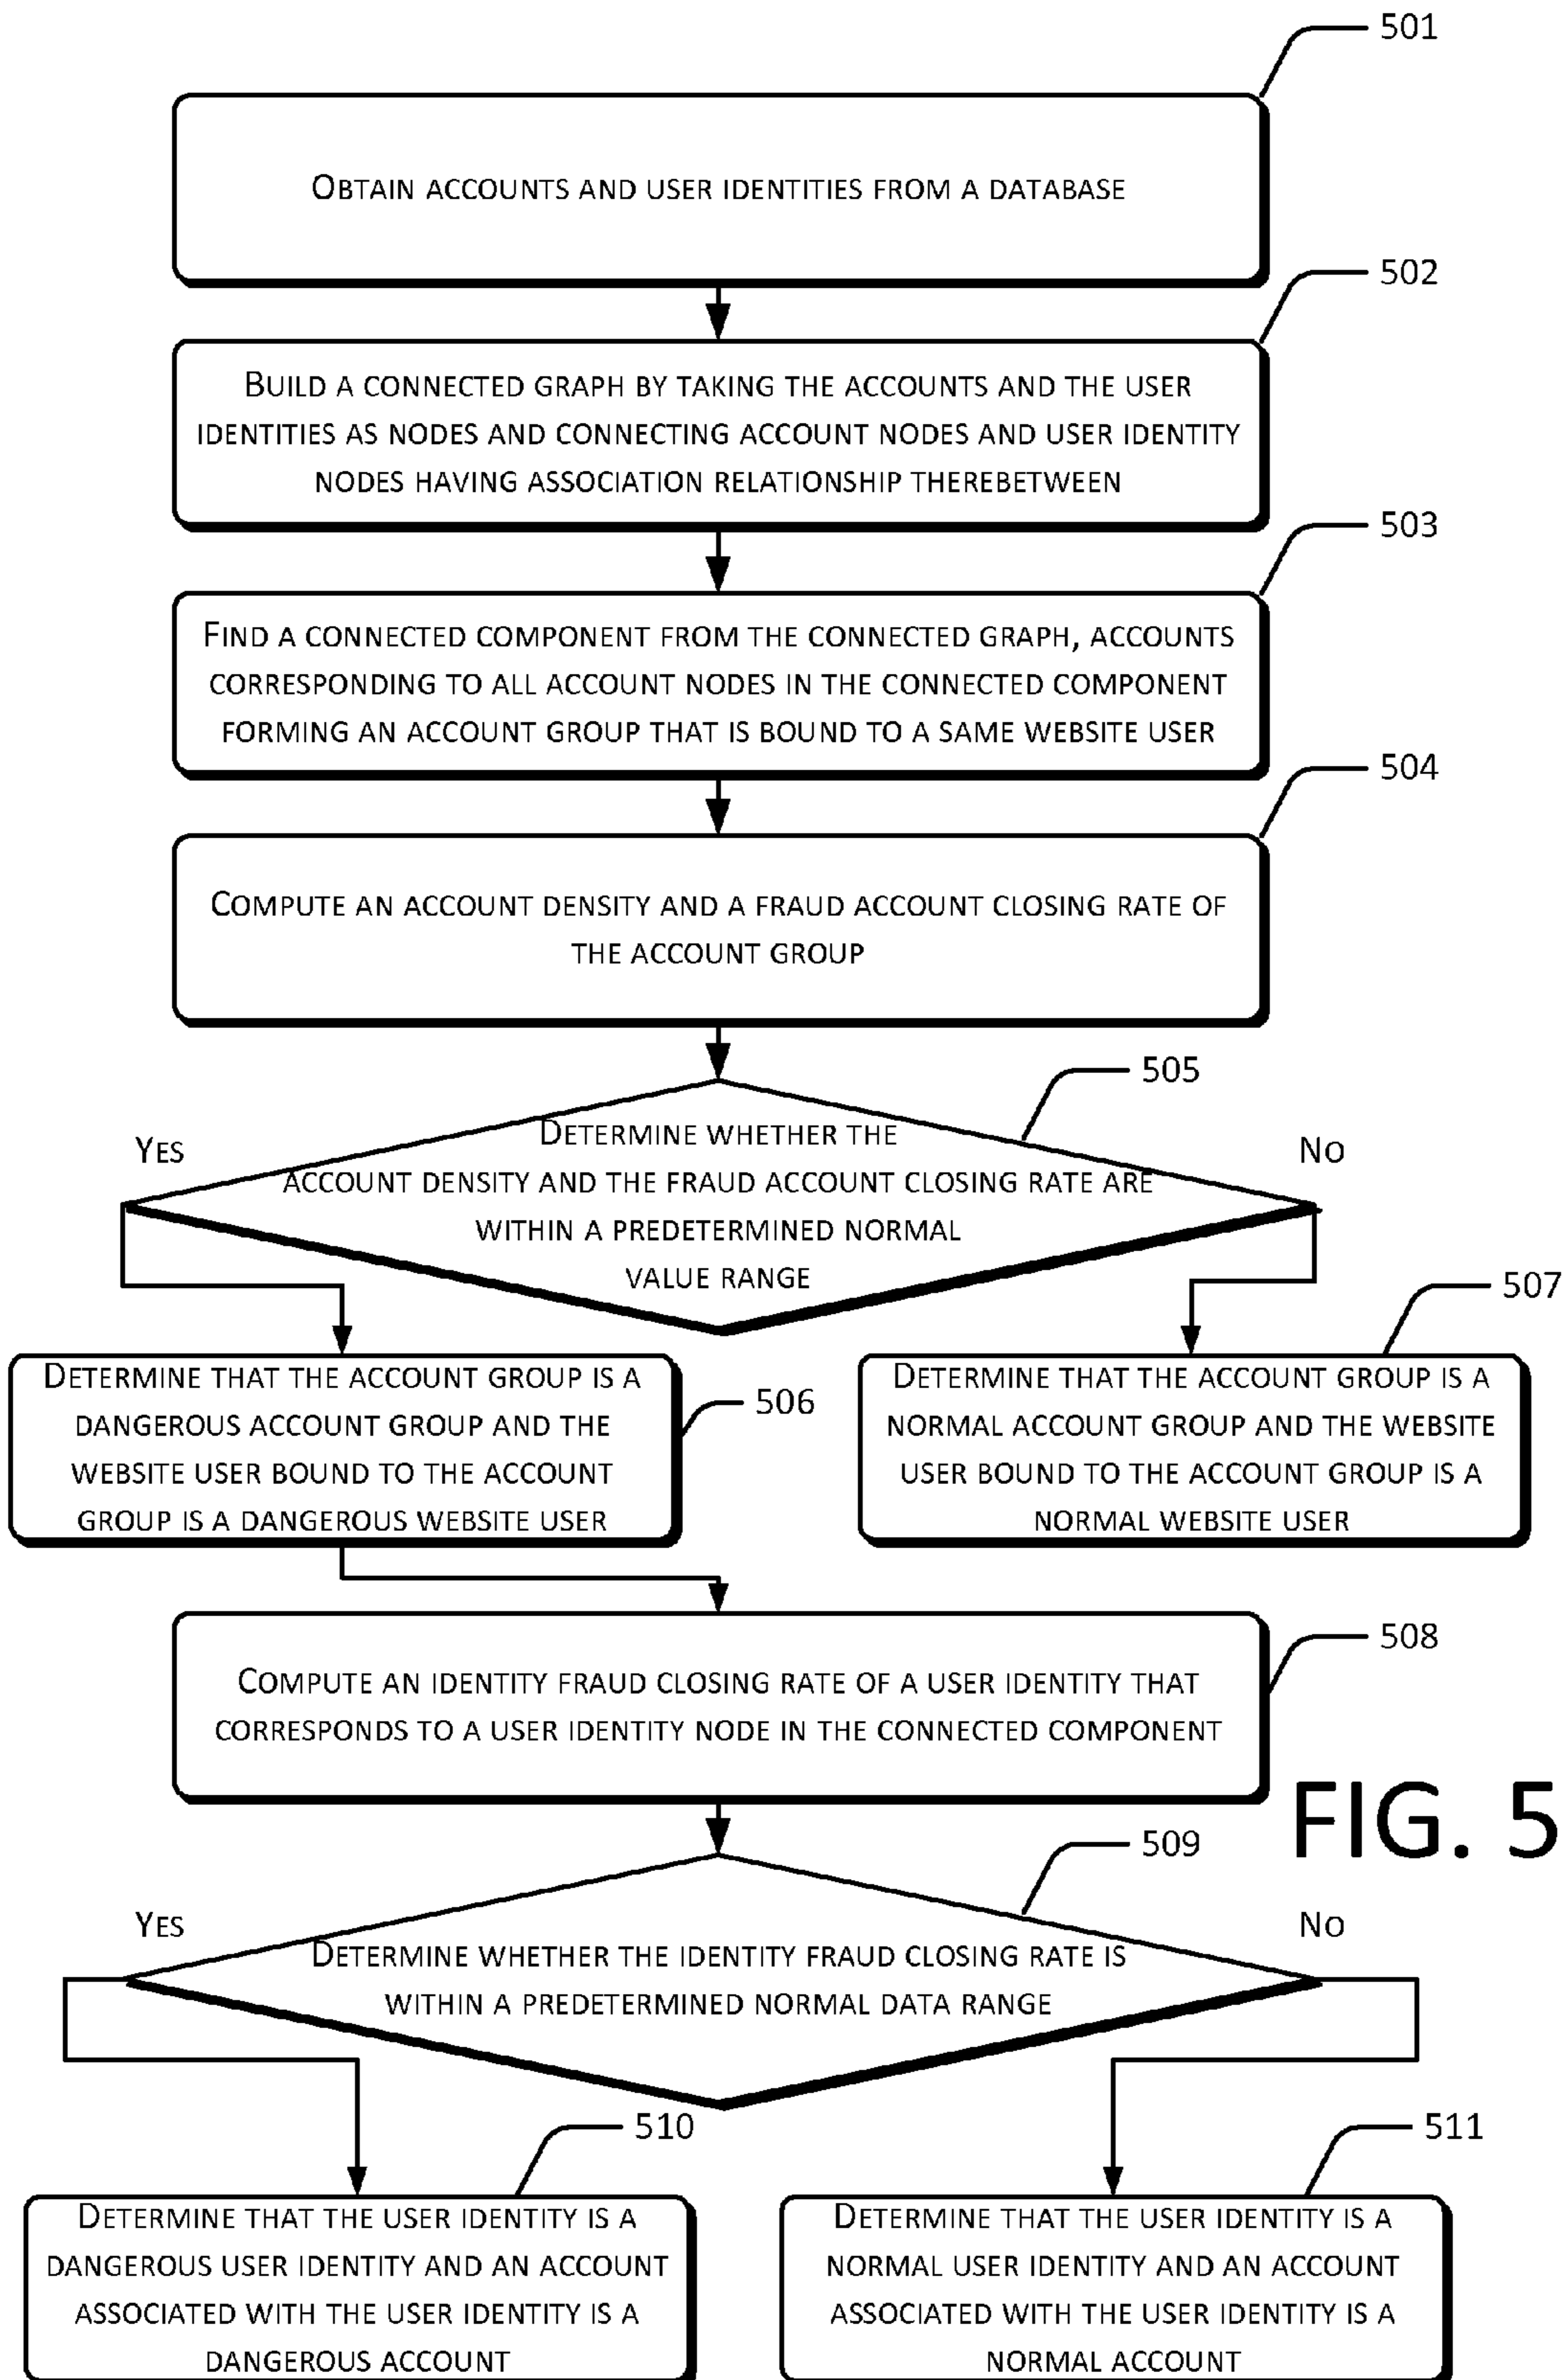 501
OBTAIN ACCOUNTS AND USER IDENTITIES FROM A DATABASE
502
BUILD A CONNECTED GRAPH BY TAKING THE ACCOUNTS AND THE USER
IDENTITIES AS NODES AND CONNECTING ACCOUNT NODES AND USER IDENTITY
NODES HAVING ASSOCIATION RELATIONSHIP THEREBETWEEN
503
FIND A CONNECTED COMPONENT FROM THE CONNECTED GRAPH, ACCOUNTS
CORRESPONDING TO ALL ACCOUNT NODES IN THE CONNECTED COMPONENT
FORMING AN ACCOUNT GROUP THAT IS BOUND TO A SAME WEBSITE USER
504
COMPUTE AN ACCOUNT DENSITY AND A FRAUD ACCOUNT CLOSING RATE OF
THE ACCOUNT GROUP
505
YES
NO
DETERMINE WHETHER THE
ACCOUNT DENSITY AND THE FRAUD ACCOUNT CLOSING RATE ARE
WITHIN A PREDETERMINED NORMAL
VALUE RANGE
506
DETERMINE THAT THE ACCOUNT GROUP IS A
DANGEROUS ACCOUNT GROUP AND THE
WEBSITE USER BOUND TO THE ACCOUNT
GROUP IS A DANGEROUS WEBSITE USER
507
DETERMINE THAT THE ACCOUNT GROUP IS A
NORMAL ACCOUNT GROUP AND THE WEBSITE
USER BOUND TO THE ACCOUNT GROUP IS A
NORMAL WEBSITE USER
508
COMPUTE AN IDENTITY FRAUD CLOSING RATE OF A USER IDENTITY THAT
CORRESPONDS TO A USER IDENTITY NODE IN THE CONNECTED COMPONENT
FIG. 5
509
YES
NO
DETERMINE WHETHER THE IDENTITY FRAUD CLOSING RATE IS
WITHIN A PREDETERMINED NORMAL DATA RANGE
510
DETERMINE THAT THE USER IDENTITY IS A
DANGEROUS USER IDENTITY AND AN ACCOUNT
ASSOCIATED WITH THE USER IDENTITY IS A
DANGEROUS ACCOUNT
511
DETERMINE THAT THE USER IDENTITY IS A
NORMAL USER IDENTITY AND AN ACCOUNT
ASSOCIATED WITH THE USER IDENTITY IS A
NORMAL ACCOUNT